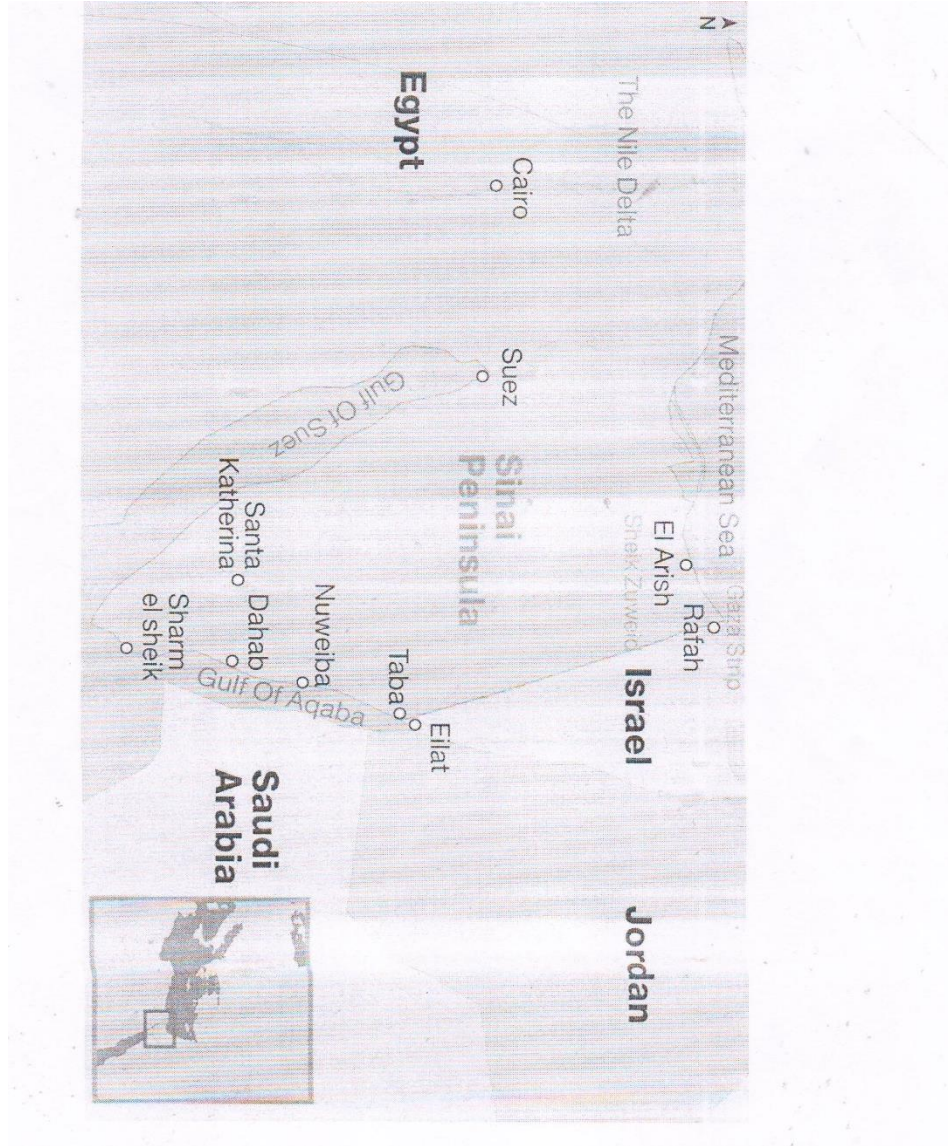 N
Mediterranean Sea
Gaza Strip
Rafah
El Arish
Sheik Zuweid
The Nile Delta
Israel
Jordan
Cairo
Suez
Sinai
Peninsula
Egypt
Eilat
Taba
Gulf Of Suez
Nuweiba
Gulf Of Aqaba
Santa
Katherina
Dahab
Saudi
Arabia
Sharm
el sheik